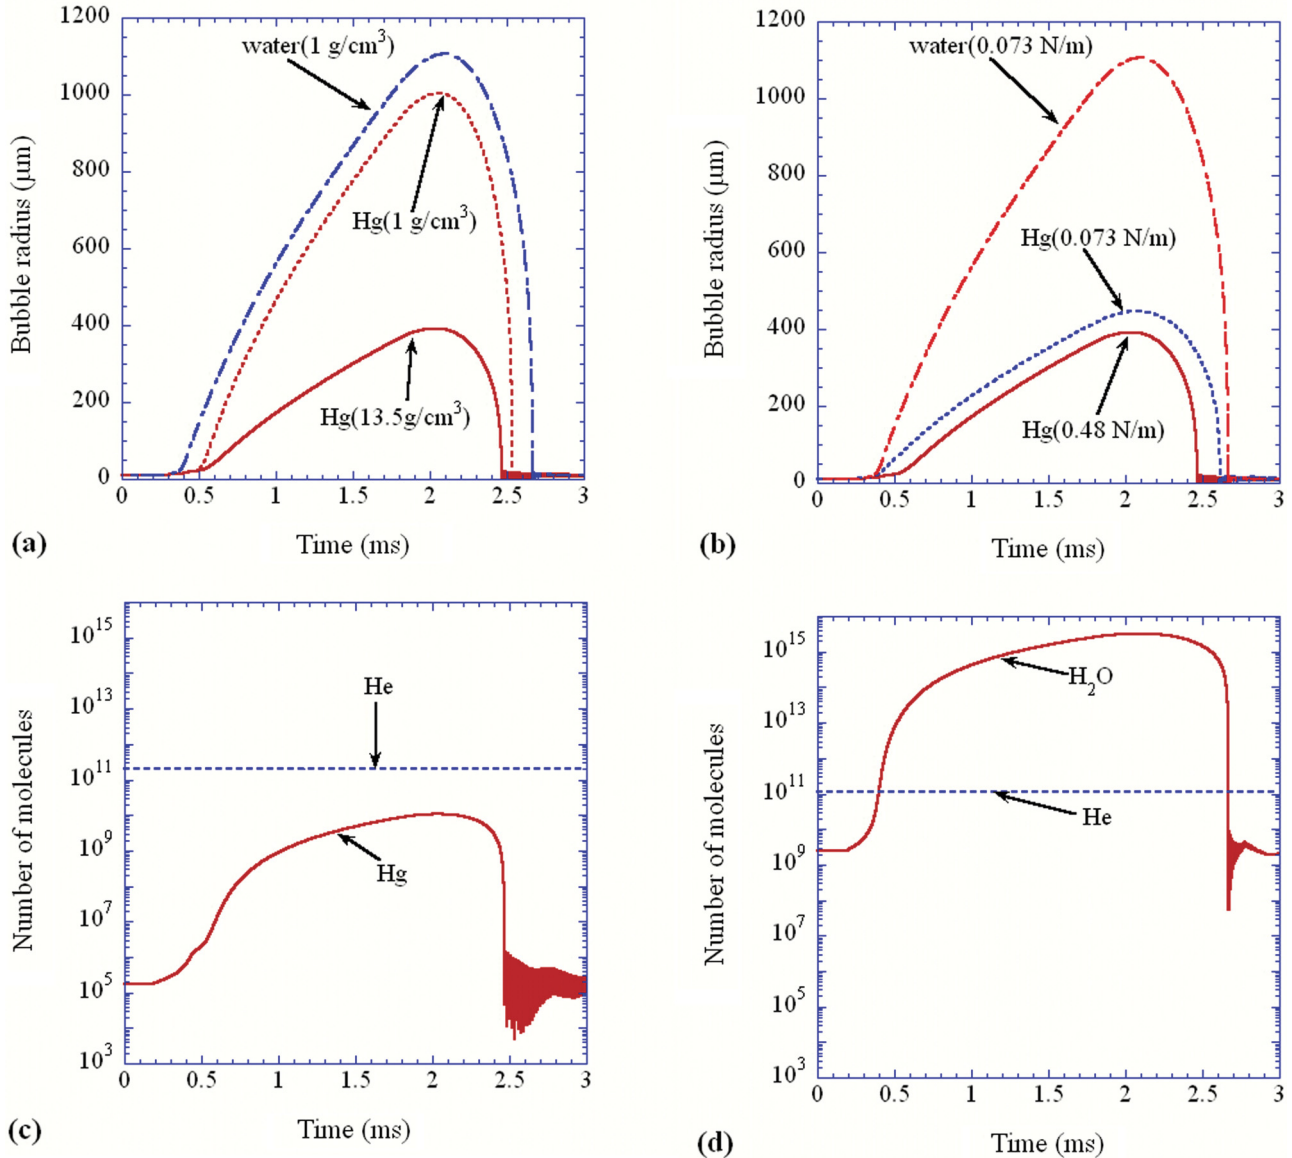 1200
1000
800
600
400
200
0
Bubble radius (μm)
water(1 g/cm³)
Hg(1 g/cm³)
Hg(13.5g/cm³)
0 0.5 1 1.5 2 2.5 3
(a) Time (ms)
1200
1000
800
600
400
200
0
Bubble radius (μm)
water(0.073 N/m)
Hg(0.073 N/m)
Hg(0.48 N/m)
0 0.5 1 1.5 2 2.5 3
(b) Time (ms)
10¹⁵
10¹³
10¹¹
10⁹
10⁷
10⁵
10³
Number of molecules
He
Hg
0 0.5 1 1.5 2 2.5 3
(c) Time (ms)
10¹⁵
10¹³
10¹¹
10⁹
10⁷
10⁵
10³
Number of molecules
H₂O
He
0 0.5 1 1.5 2 2.5 3
(d) Time (ms)